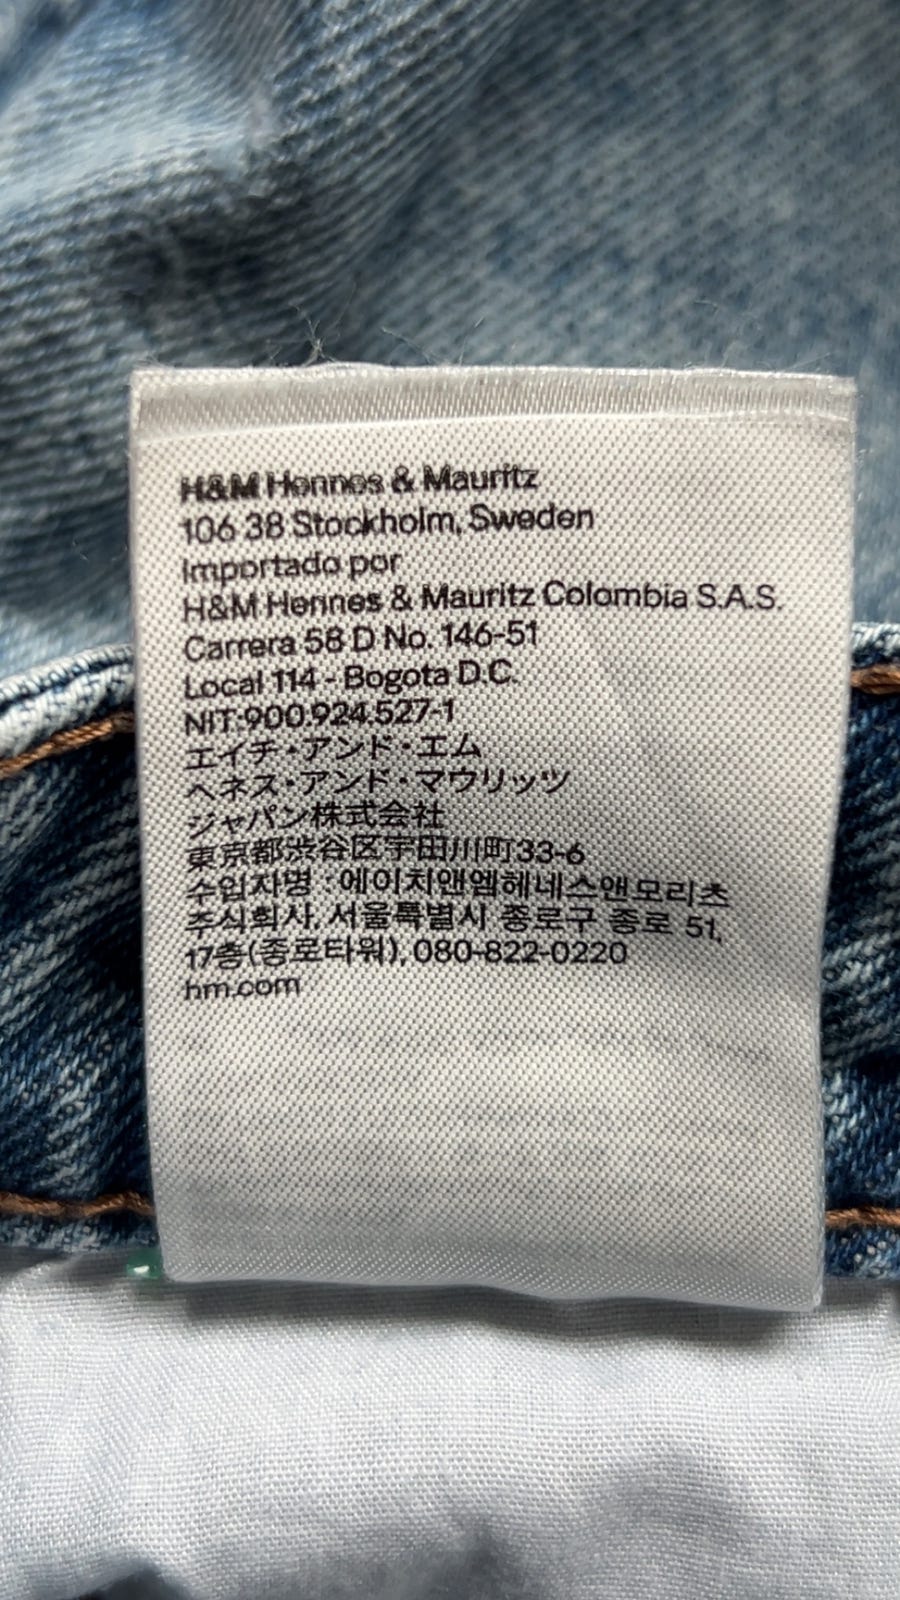 H&M Hennes & Mauritz
106 38 Stockholm, Sweden
Importado por
H&M Hennes & Mauritz Colombia S.A.S.
Carrera 58 D No. 146-51
Local 114 - Bogota D.C.
NIT:900.924.527-1
エイチ・アンド・エム
ヘネス・アンド・マウリッツ
ジャパン株式会社
東京都渋谷区宇田川町33-6
수입자명 : 에이치앤엠헤네스앤모리츠
주식회사, 서울특별시 종로구 종로 51,
17층(종로타워), 080-822-0220
hm.com